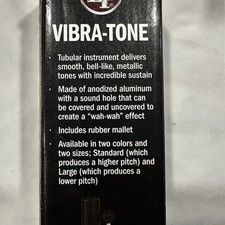 VIBRA-TONE™
· Tubular instrument delivers
smooth, bell-like, metallic
tones with incredible sustain
· Made of anodized aluminum
with a sound hole that can
be covered and uncovered to
create a “wah-wah” effect
· Includes rubber mallet
· Available in two colors and
two sizes; Standard (which
produces a higher pitch) and
Large (which produces a
lower pitch)